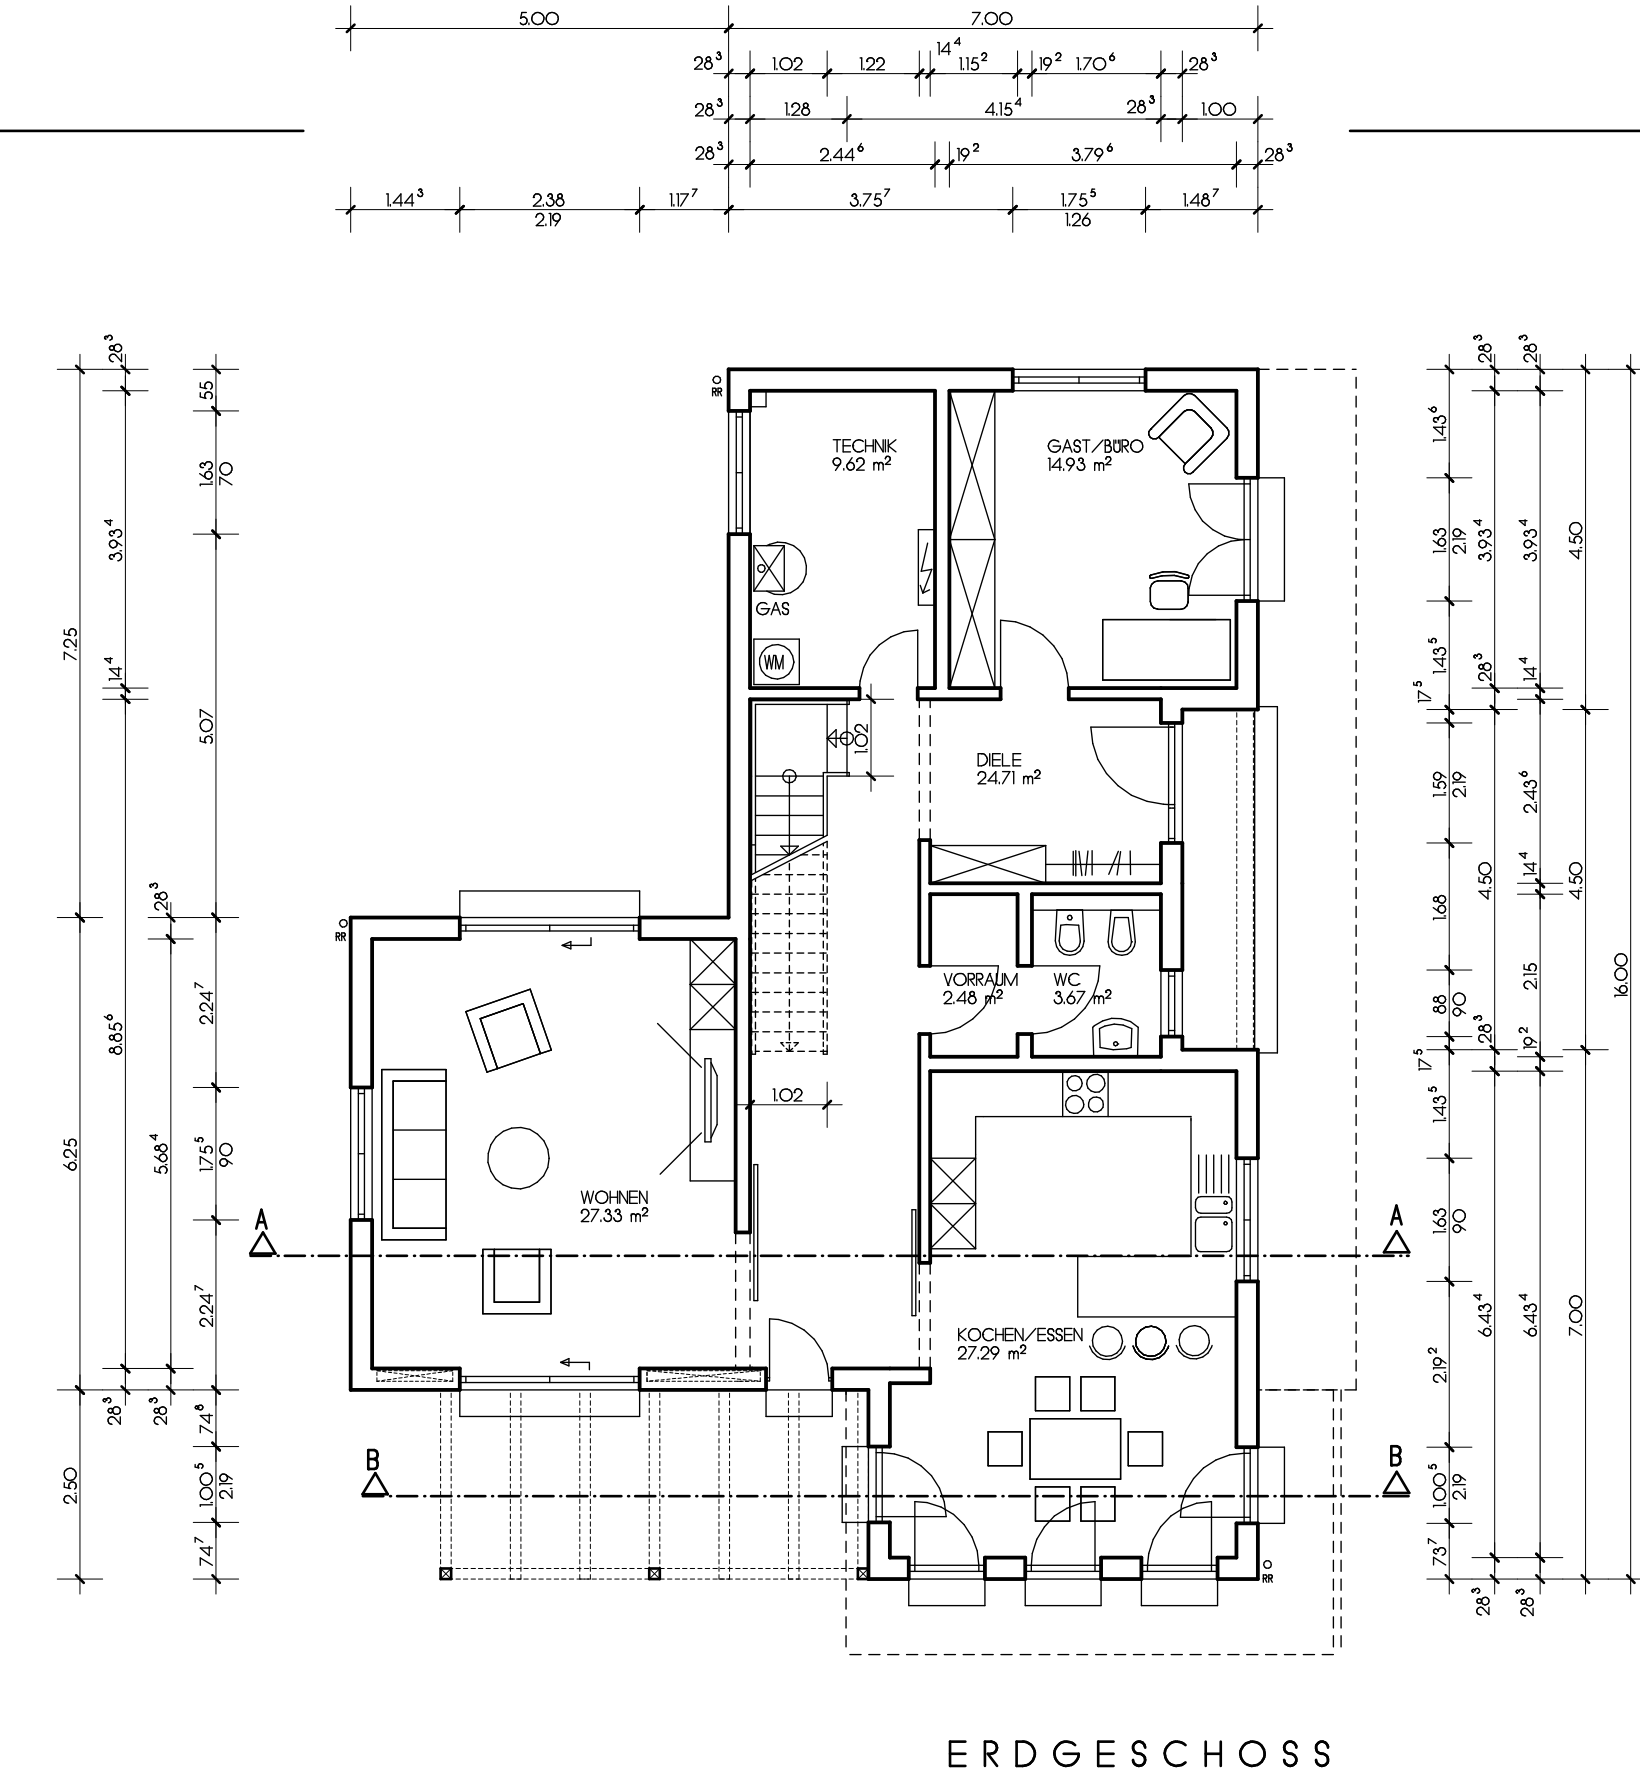 5.00 7.00
28³ 1.02 1.22 14⁴ 1.15² 19² 1.70⁶ 28³
28³ 1.28 4.15⁴ 28³ 1.00
28³ 2.44⁶ 19² 3.79⁶ 28³
1.44³ 2.38 1.17⁷ 3.75⁷ 1.75⁵ 1.48⁷
2.19 1.26
7.25
6.25
2.50
28³
3.93⁴
14⁴
8.85⁶
28³
28³
5.68⁴
28³
55
1.63
70
5.07
2.24⁷
1.75⁵
90
2.24⁷
74⁸
1.00⁵
2.19
74⁷
RR
TECHNIK
9.62 m²
GAST/BÜRO
14.93 m²
GAS
WM
1.02
DIELE
24.71 m²
RR
VORRAUM
2.48 m²
WC
3.67 m²
1.02
WOHNEN
27.33 m²
A A
KOCHEN/ESSEN
27.29 m²
B B
RR
1.43⁶
1.63
2.19
1.43⁵
17⁵
1.59
2.19
1.68
88
90
17⁵
1.43⁵
1.63
90
2.19²
1.00⁵
2.19
73⁷
28³
3.93⁴
28³
4.50
28³
6.43⁴
28³
28³
3.93⁴
14⁴
2.43⁶
14⁴
2.15
19²
6.43⁴
28³
4.50
4.50
7.00
16.00
ERDGESCHOSS